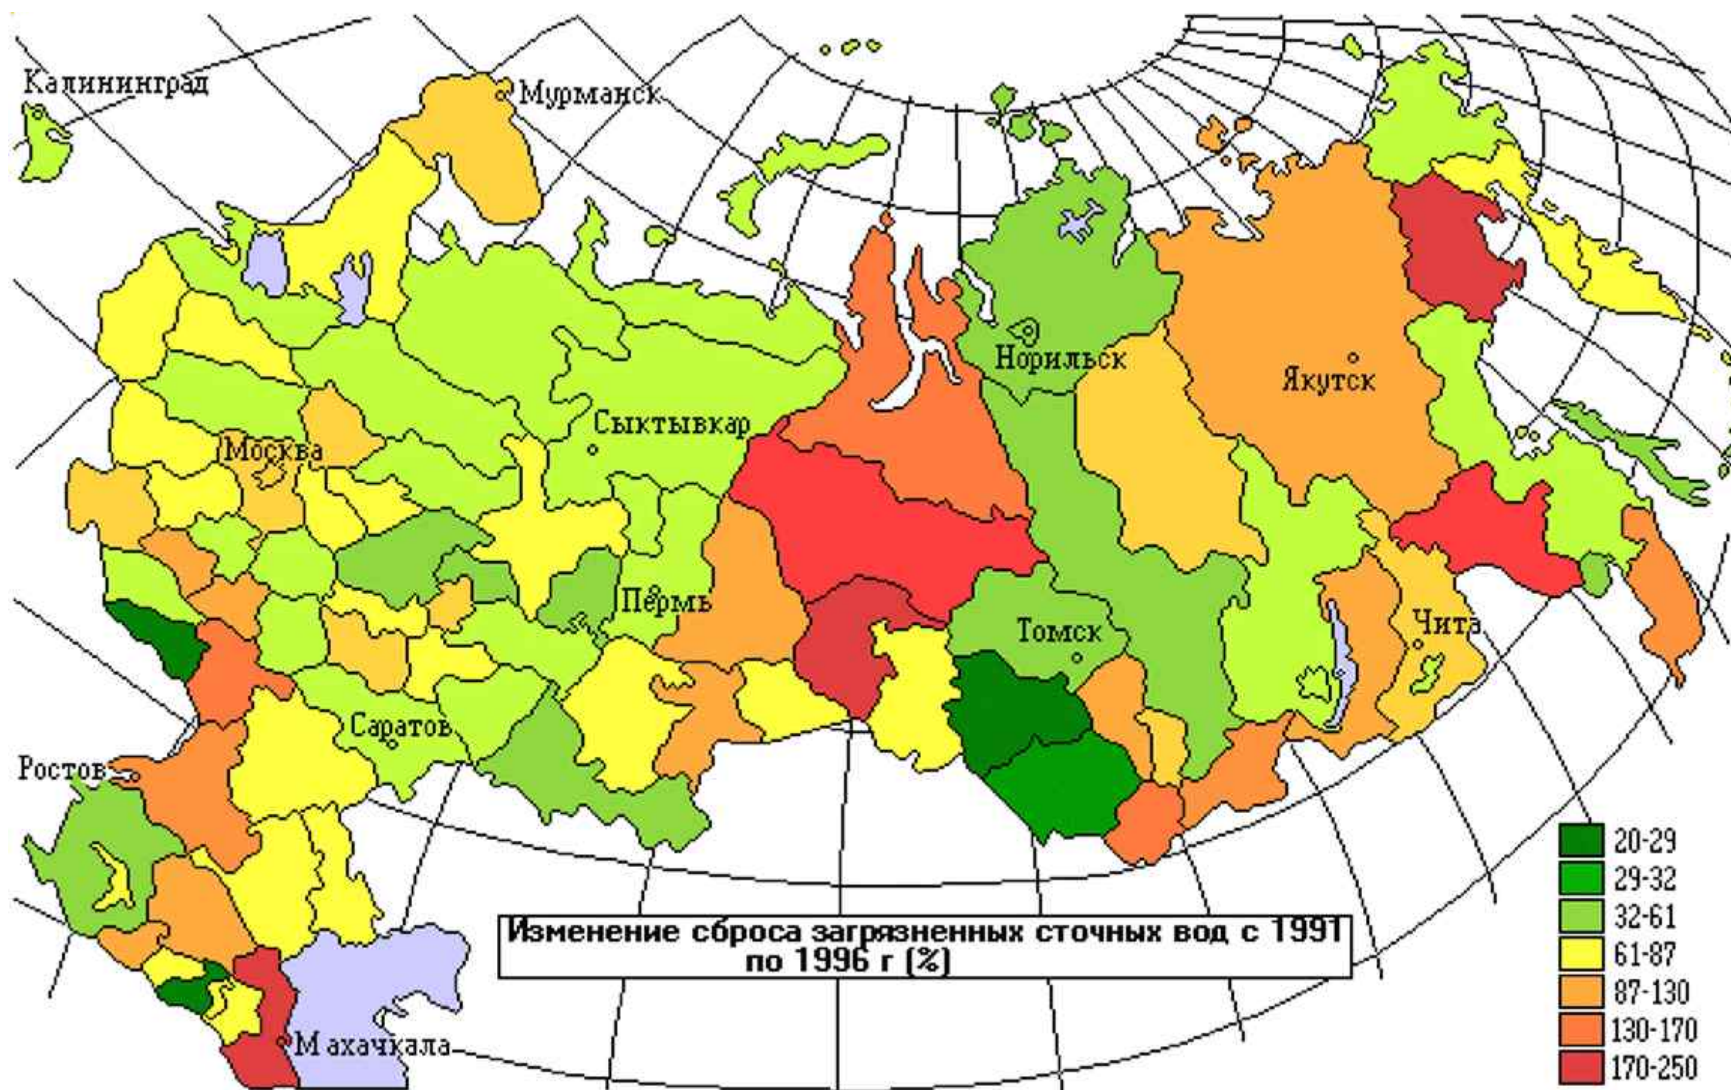 Калининград
Мурманск
Норильск
Якутск
Сыктывкар
Москва
Пермь
Томск
Чита
Саратов
Ростов
20-29
29-32
32-61
61-87
87-130
130-170
170-250
Изменение сброса загрязненных сточных вод с 1991
по 1996 г (%)
Махачкала